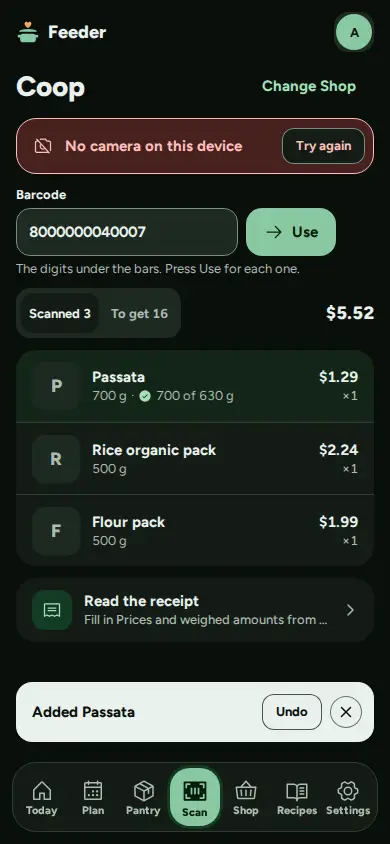 Feeder
A
Coop
Change Shop
No camera on this device
Try again
Barcode
8000000040007
Use
The digits under the bars. Press Use for each one.
Scanned 3
To get 16
$5.52
P
Passata
$1.29
700 g · 700 of 630 g
×1
R
Rice organic pack
$2.24
500 g
×1
F
Flour pack
$1.99
500 g
×1
Read the receipt
Fill in Prices and weighed amounts from ...
Added Passata
Undo
Today
Plan
Pantry
Scan
Shop
Recipes
Settings